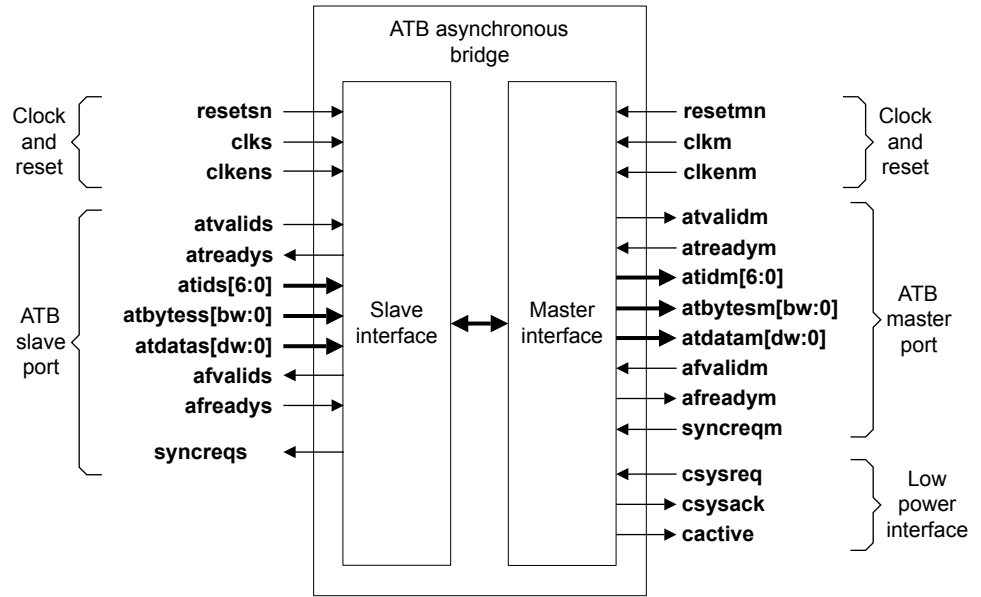 ATB asynchronous
bridge
Clock
and
reset
resetsn
clks
clkens
ATB
slave
port
atvalids
atreadys
atids[6:0]
atbytess[bw:0]
atdatas[dw:0]
afvalids
afreadys
syncreqs
Slave
interface
Master
interface
resetmn
clkm
clkenm
Clock
and
reset
atvalidm
atreadym
atidm[6:0]
atbytesm[bw:0]
atdatam[dw:0]
afvalidm
afreadym
syncreqm
ATB
master
port
csysreq
csysack
cactive
Low
power
interface